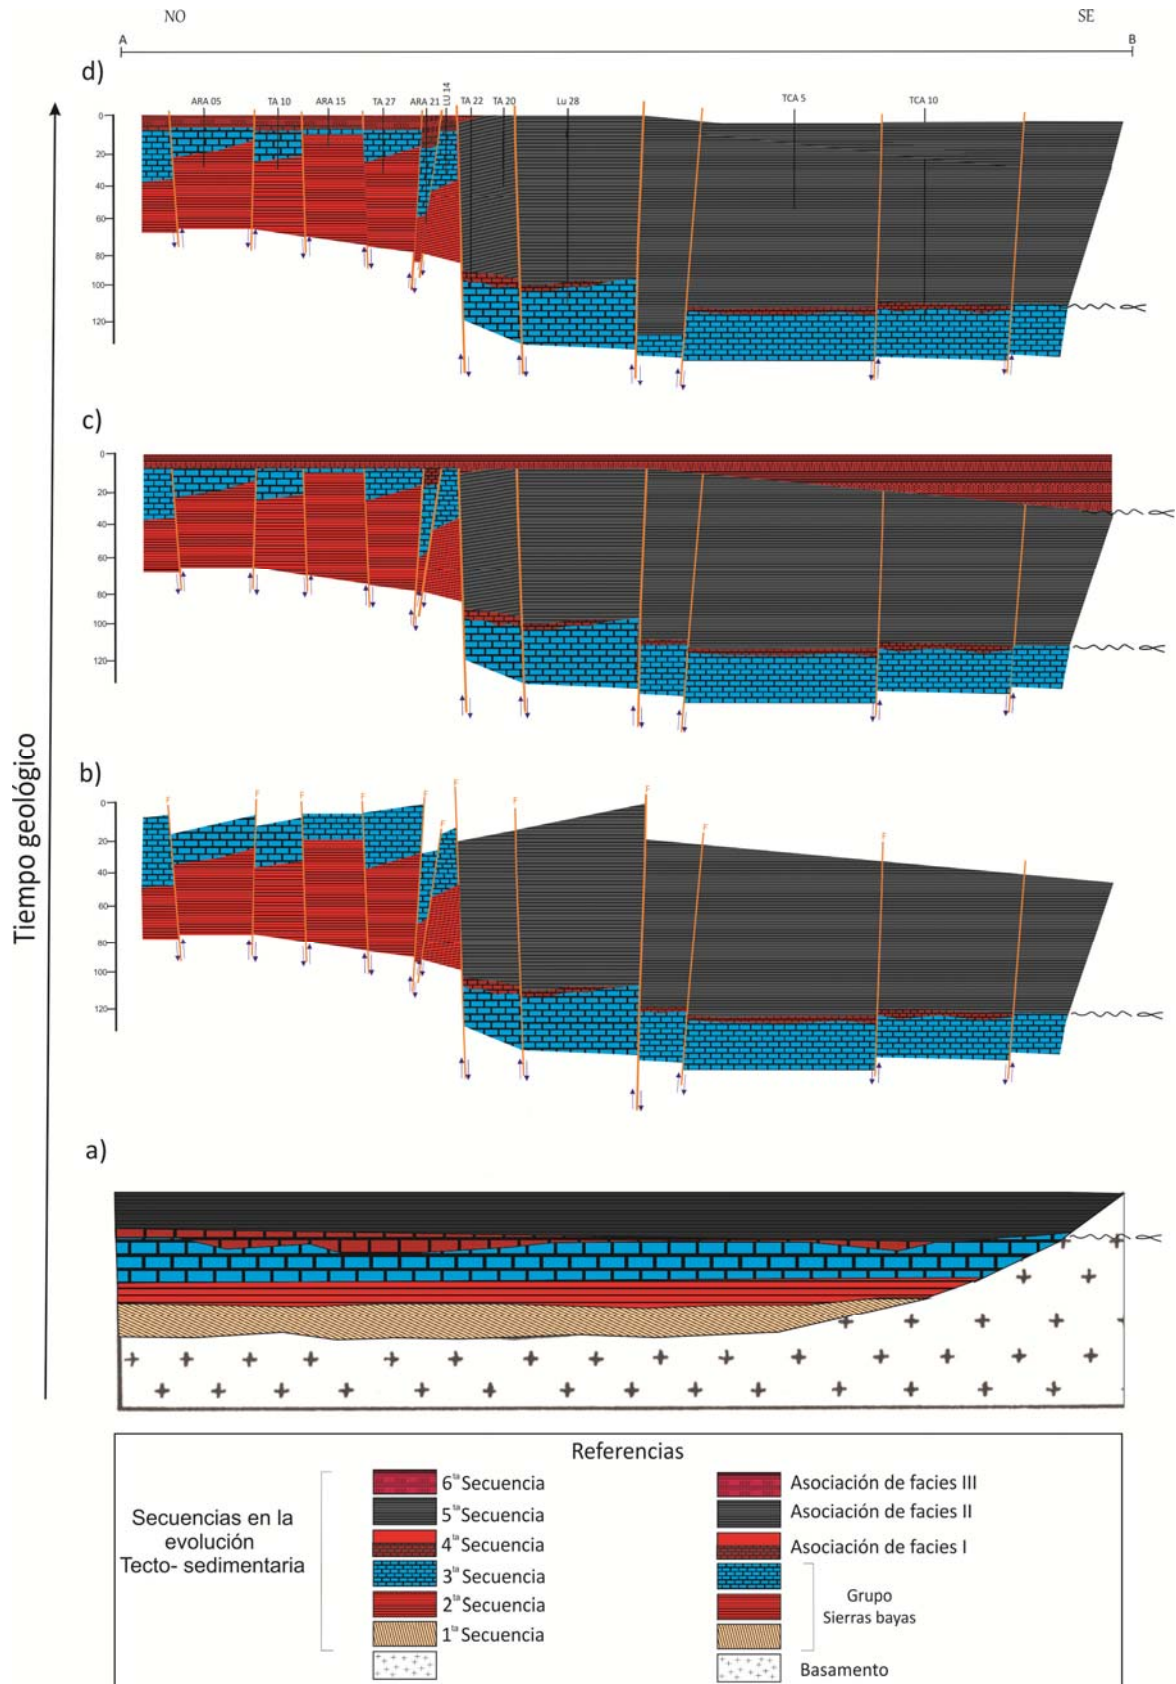 NO
SE
A
B
d)
ARA 05
TA 10
ARA 15
TA 27
ARA 21
LU 14
TA 22
TA 20
Lu 28
TCA 5
TCA 10
0
20
40
60
80
100
120
c)
0
20
40
60
80
100
120
Tiempo geológico
b)
F
F
F
F
F
F
F
F
F
F
F
0
20
40
60
80
100
120
a)
Referencias
Secuencias en la
evolución
Tecto- sedimentaria
6ta Secuencia
5ta Secuencia
4ta Secuencia
3ta Secuencia
2ta Secuencia
1ta Secuencia
Asociación de facies III
Asociación de facies II
Asociación de facies I
Grupo
Sierras bayas
Basamento